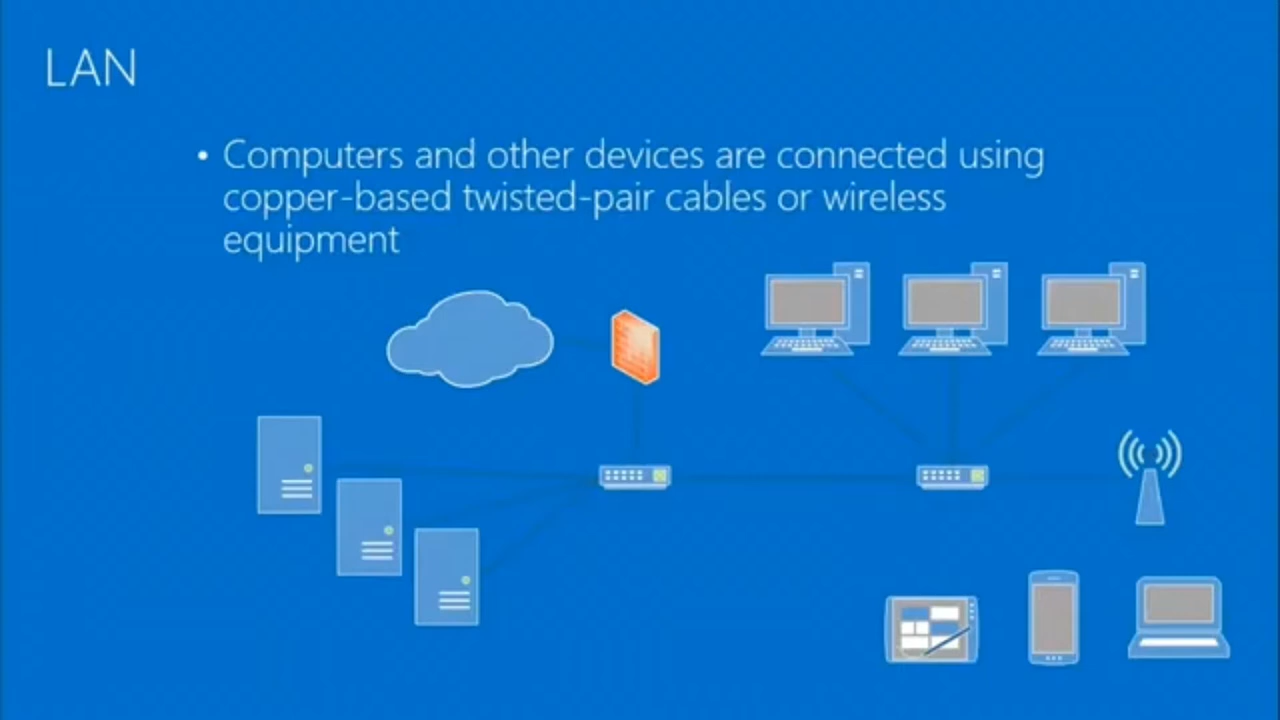 LAN
• Computers and other devices are connected using
copper-based twisted-pair cables or wireless
equipment